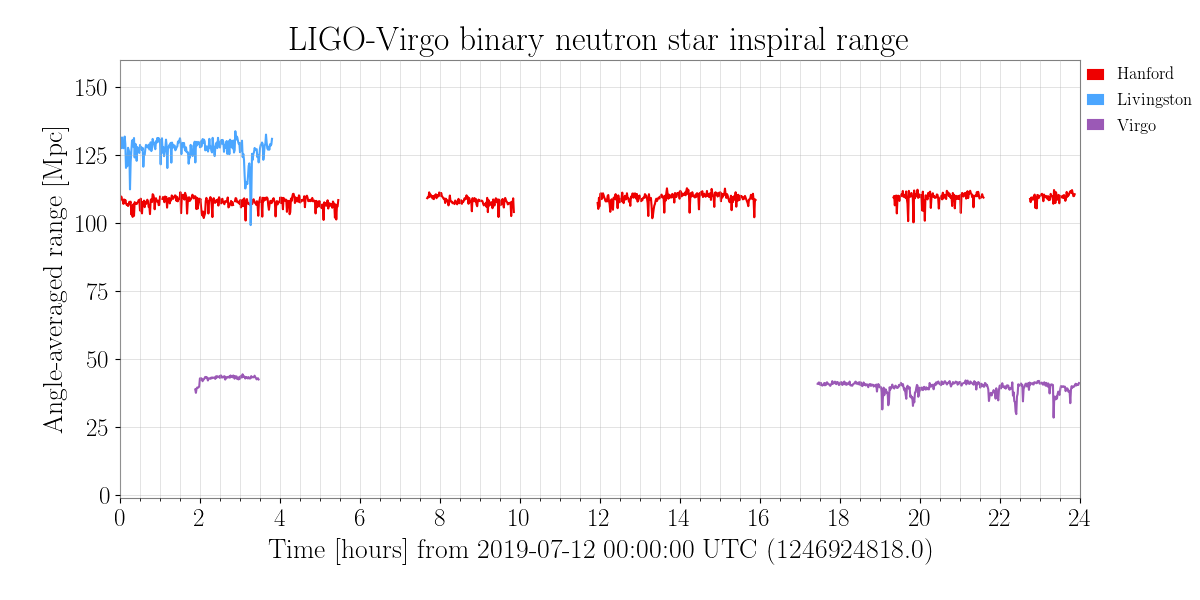 LIGO-Virgo binary neutron star inspiral range
Angle-averaged range [Mpc]
150
125
100
75
50
25
0
0 2 4 6 8 10 12 14 16 18 20 22 24
Time [hours] from 2019-07-12 00:00:00 UTC (1246924818.0)
Hanford
Livingston
Virgo